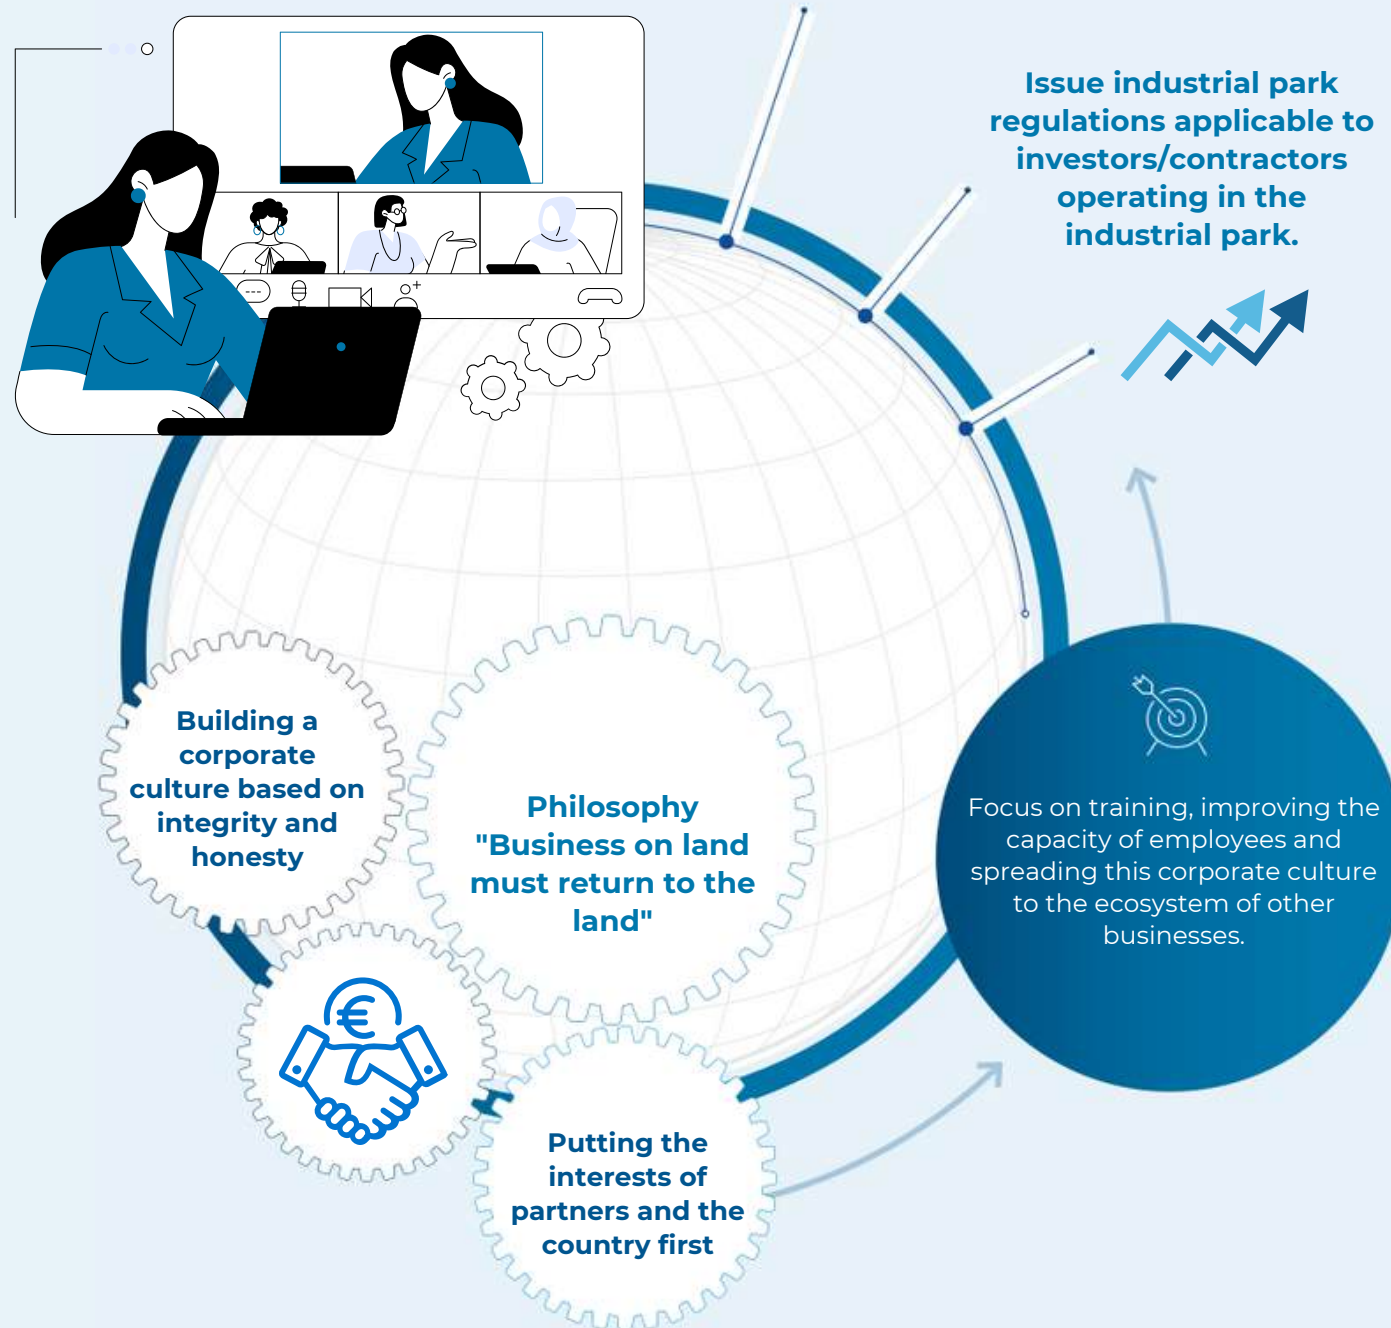 Issue industrial park
regulations applicable to
investors/contractors
operating in the
industrial park.
Building a
corporate
culture based on
integrity and
honesty
Philosophy
"Business on land
must return to the
land"
Focus on training, improving the
capacity of employees and
spreading this corporate culture
to the ecosystem of other
businesses.
€
Putting the
interests of
partners and the
country first